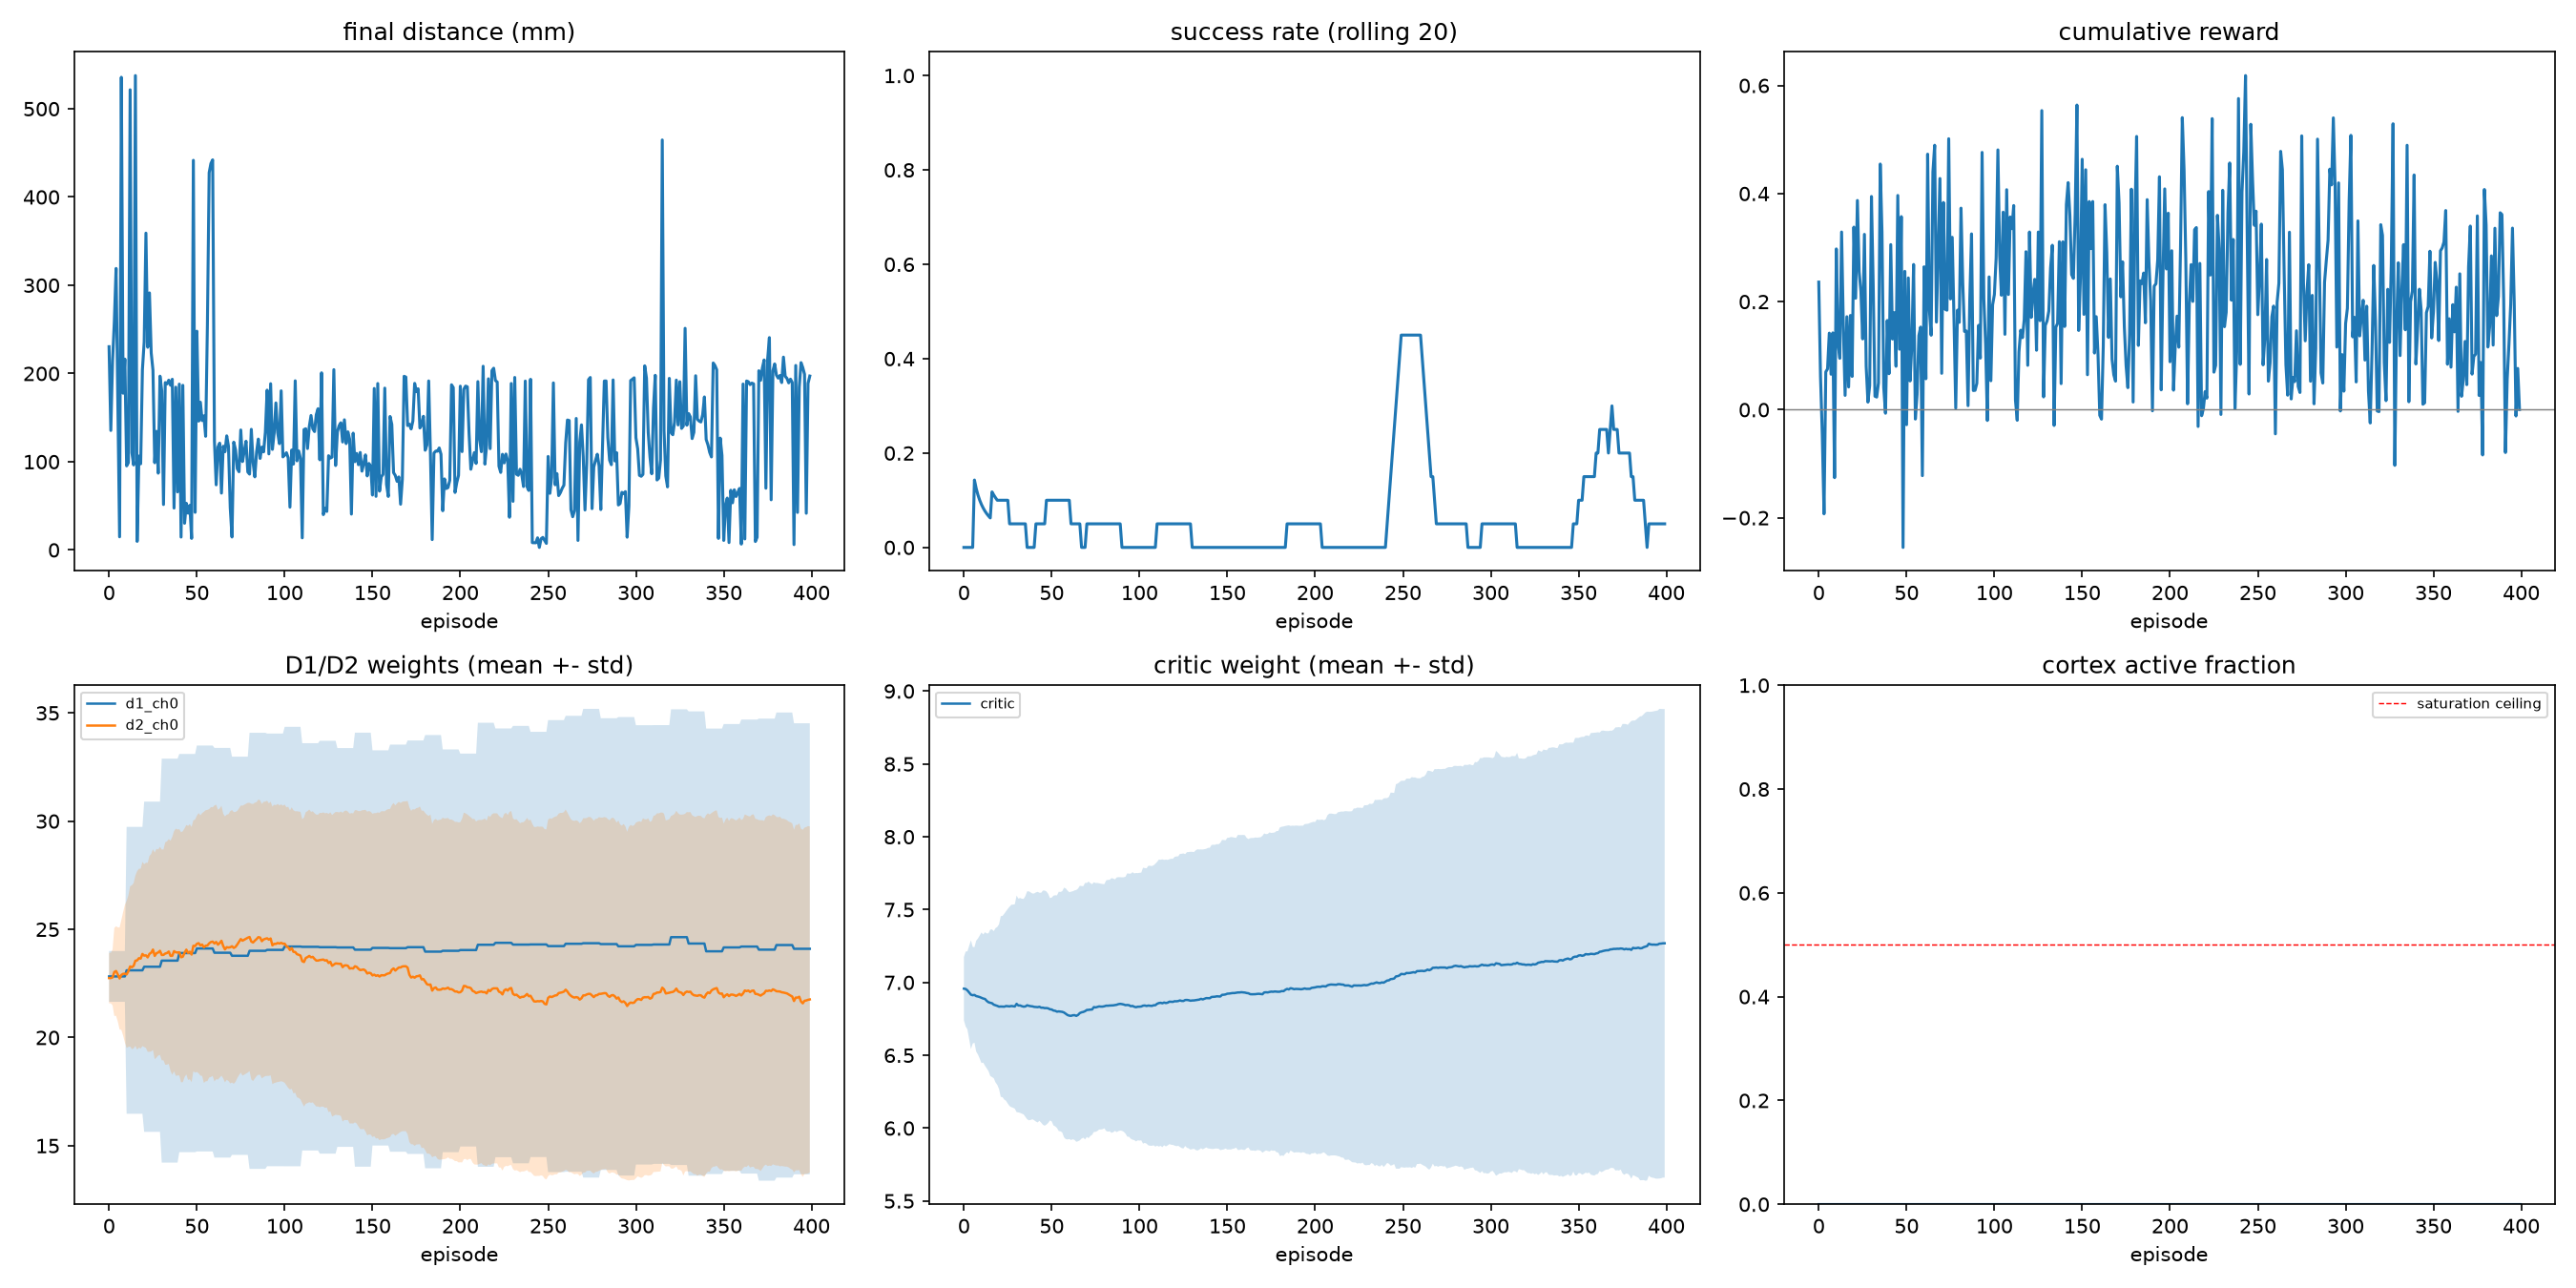 final distance (mm)
500
400
300
200
100
0
0 50 100 150 200 250 300 350 400
episode
success rate (rolling 20)
1.0
0.8
0.6
0.4
0.2
0.0
0 50 100 150 200 250 300 350 400
episode
cumulative reward
0.6
0.4
0.2
0.0
−0.2
0 50 100 150 200 250 300 350 400
episode
D1/D2 weights (mean +- std)
d1_ch0
d2_ch0
35
30
25
20
15
0 50 100 150 200 250 300 350 400
episode
critic weight (mean +- std)
critic
9.0
8.5
8.0
7.5
7.0
6.5
6.0
5.5
0 50 100 150 200 250 300 350 400
episode
cortex active fraction
saturation ceiling
1.0
0.8
0.6
0.4
0.2
0.0
0 50 100 150 200 250 300 350 400
episode